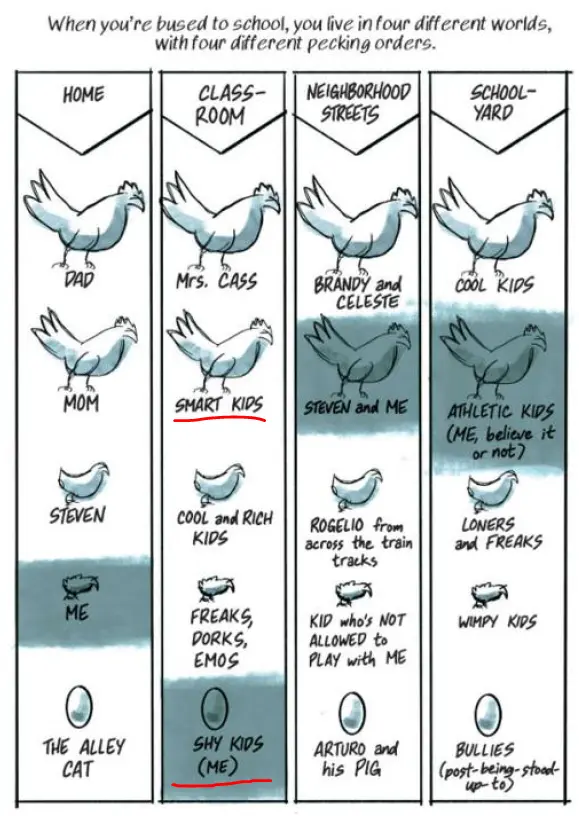 When you're bused to school, you live in four different worlds,
with four different pecking orders.
HOME
DAD
MOM
STEVEN
ME
THE ALLEY
CAT
CLASS-
ROOM
Mrs. CASS
SMART KIDS
COOL and RICH
KIDS
FREAKS,
DORKS,
EMOS
SHY KIDS
(ME)
NEIGHBORHOOD
STREETS
BRANDY and
CELESTE
STEVEN and ME
ROGELIO from
across the train
tracks
KID who's NOT
ALLOWED to
PLAY with ME
ARTURO and
his PIG
SCHOOL-
YARD
COOL KIDS
ATHLETIC KIDS
(ME, believe it
or not)
LONERS
and FREAKS
WIMPY KIDS
BULLIES
(post-being-stood-
up-to)